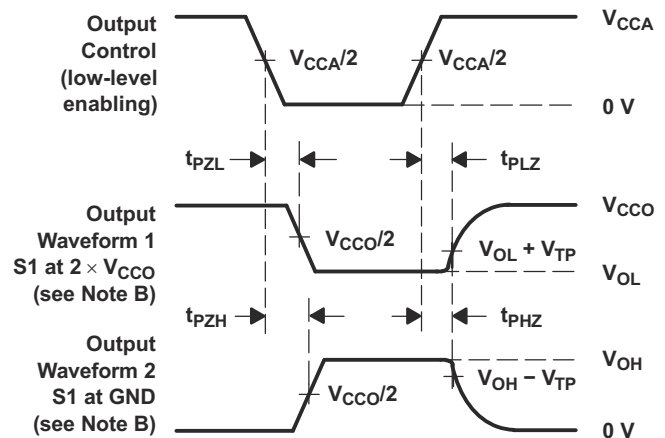 Output
Control
(low-level
enabling)
V_CCA/2
V_CCA/2
V_CCA
0 V
t_PZL
t_PLZ
Output
Waveform 1
S1 at 2 × V_CCO
(see Note B)
V_CCO/2
V_CCO
V_OL + V_TP
V_OL
t_PZH
t_PHZ
Output
Waveform 2
S1 at GND
(see Note B)
V_CCO/2
V_OH
V_OH − V_TP
0 V